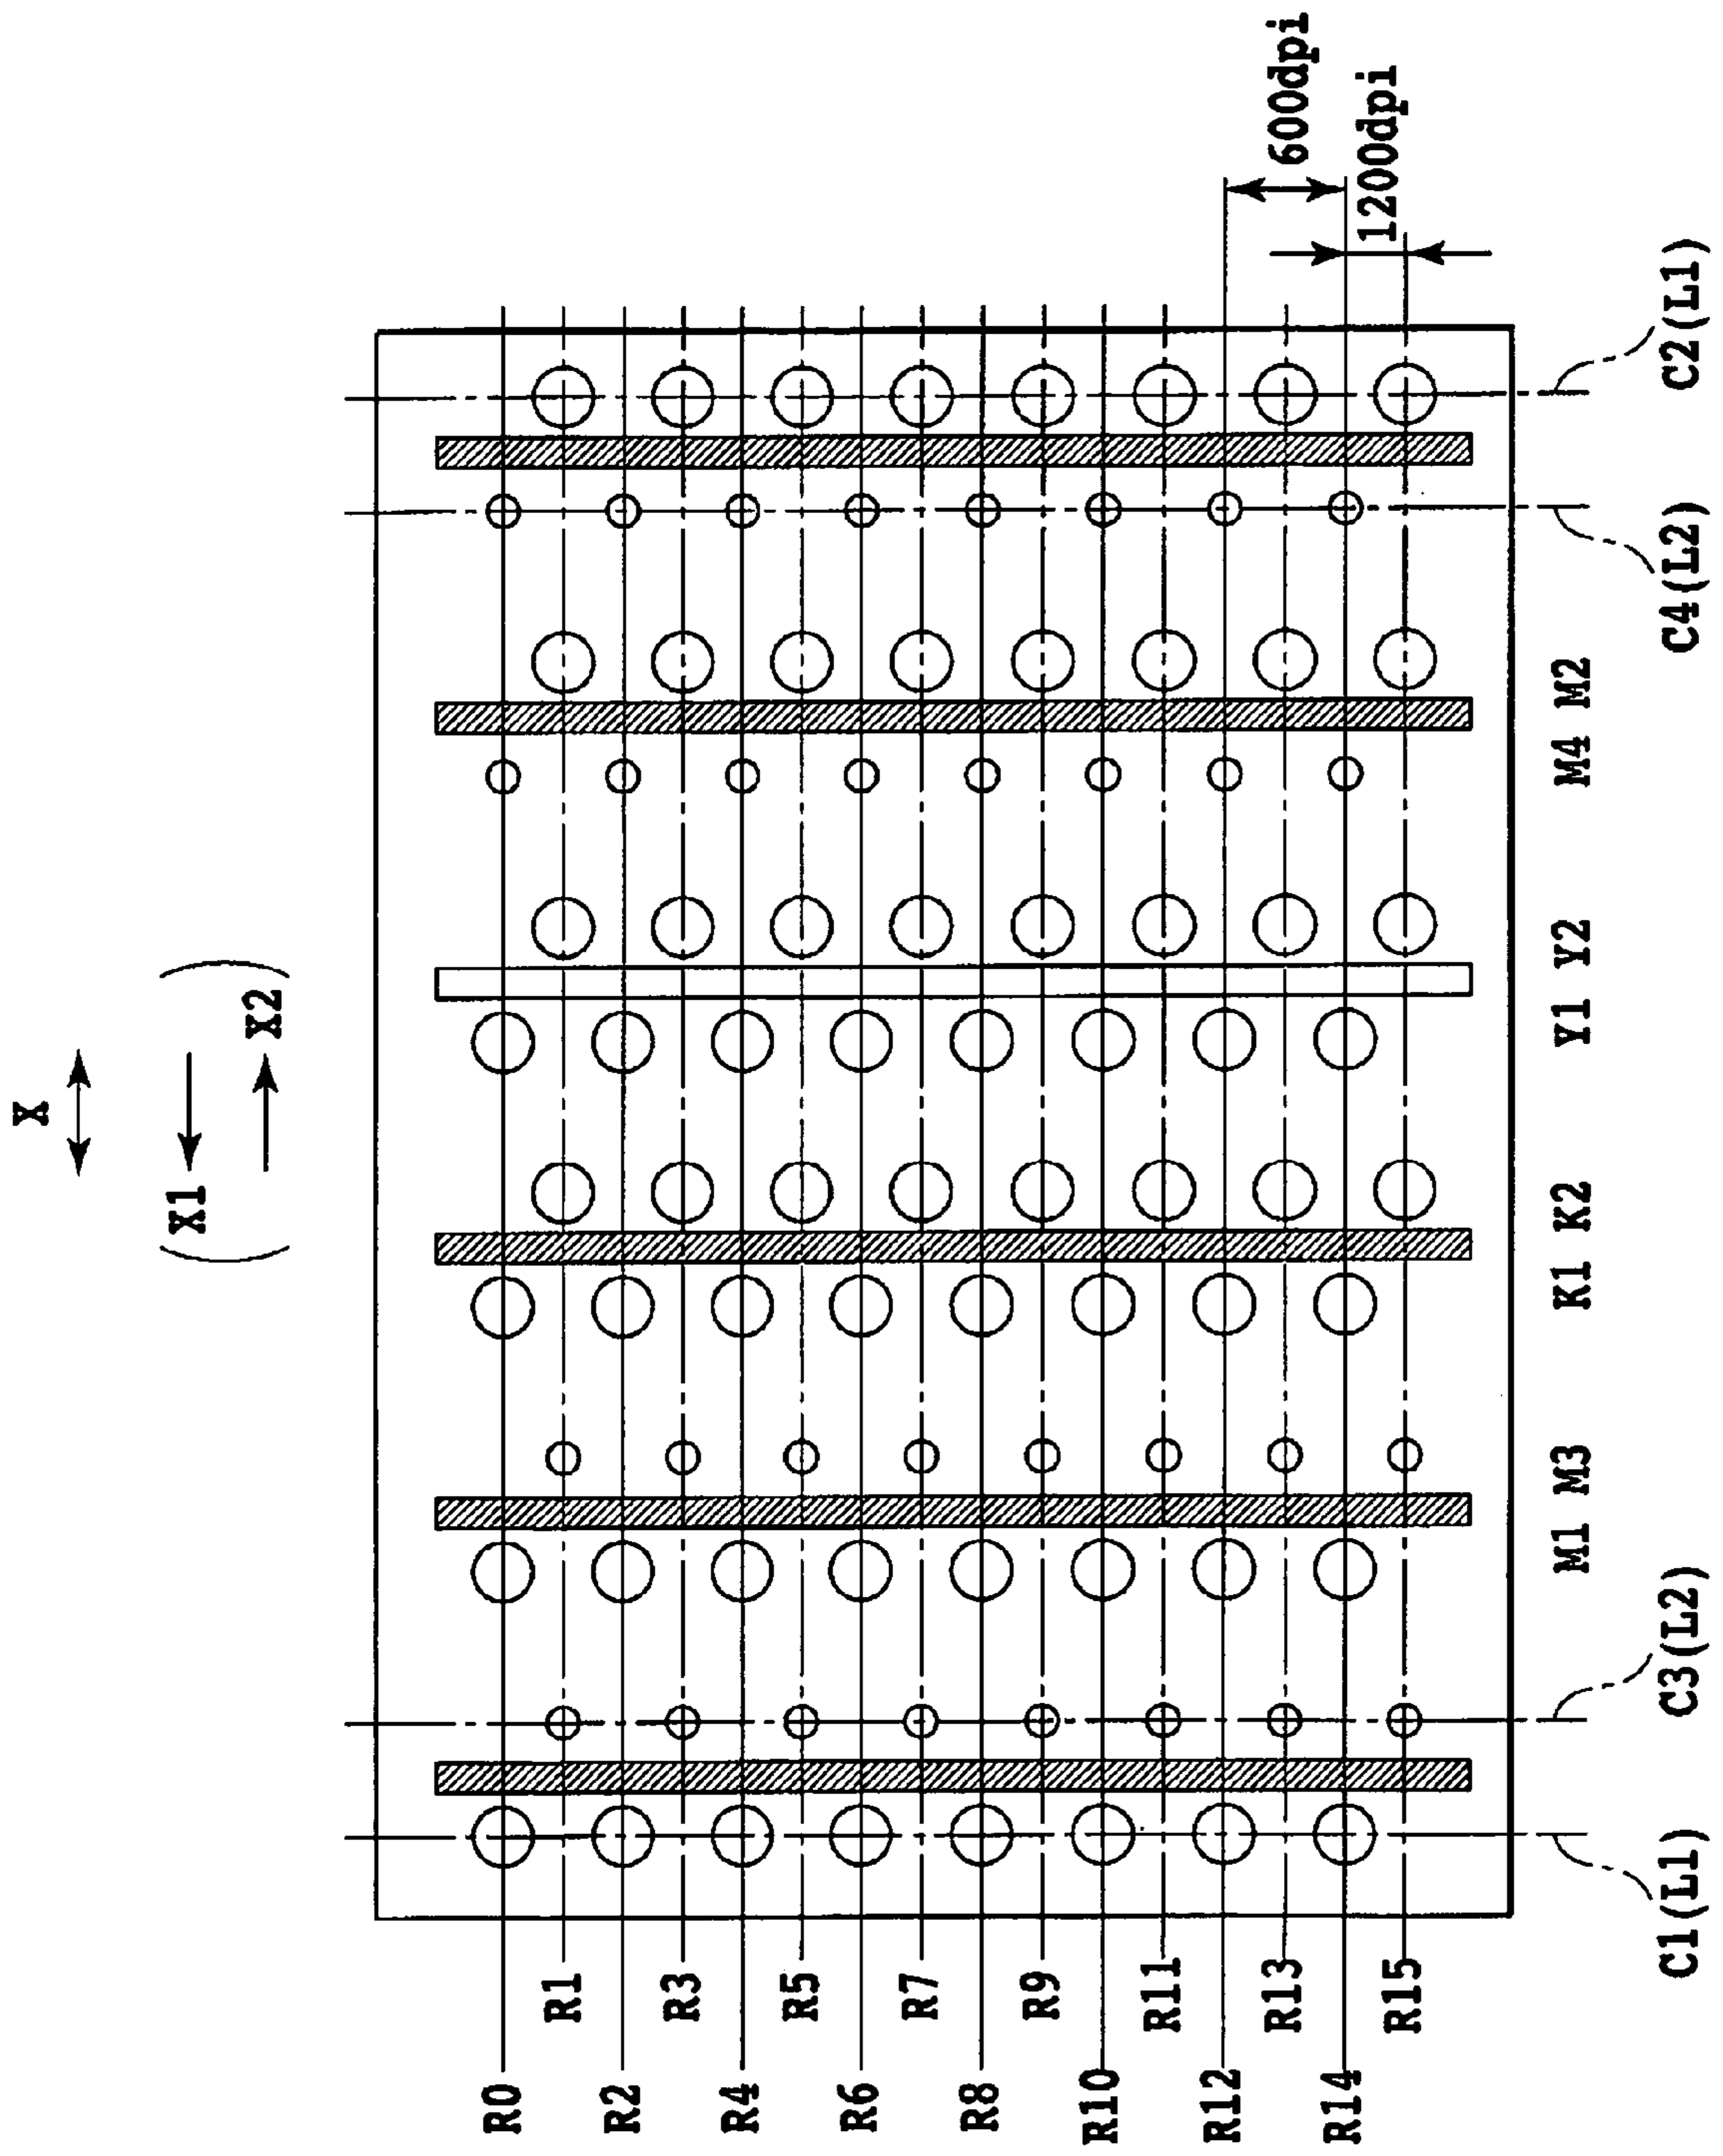 X
(X1
X2)
600dpi
1200dpi
R0
R1
R2
R3
R4
R5
R6
R7
R8
R9
R10
R11
R12
R13
R14
R15
C1(L1)
C3(L2)
M1 M3
K1 K2
Y1 Y2
M4 M2
C4(L2)
C2(L1)